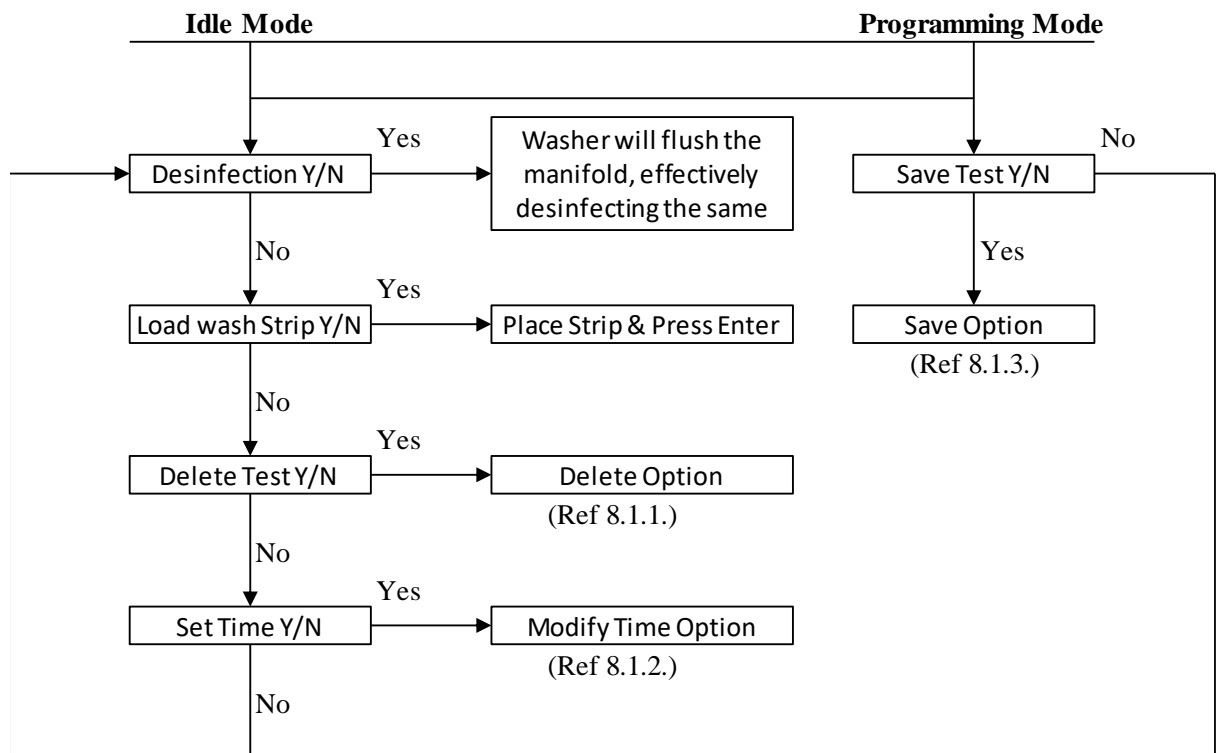 Idle Mode
Programming Mode
Yes
Washer will flush the
manifold, effectively
desinfecting the same
No
Desinfection Y/N
Save Test Y/N
No
Yes
Yes
Load wash Strip Y/N
Place Strip & Press Enter
Save Option
(Ref 8.1.3.)
No
Yes
Delete Test Y/N
Delete Option
(Ref 8.1.1.)
No
Yes
Set Time Y/N
Modify Time Option
(Ref 8.1.2.)
No